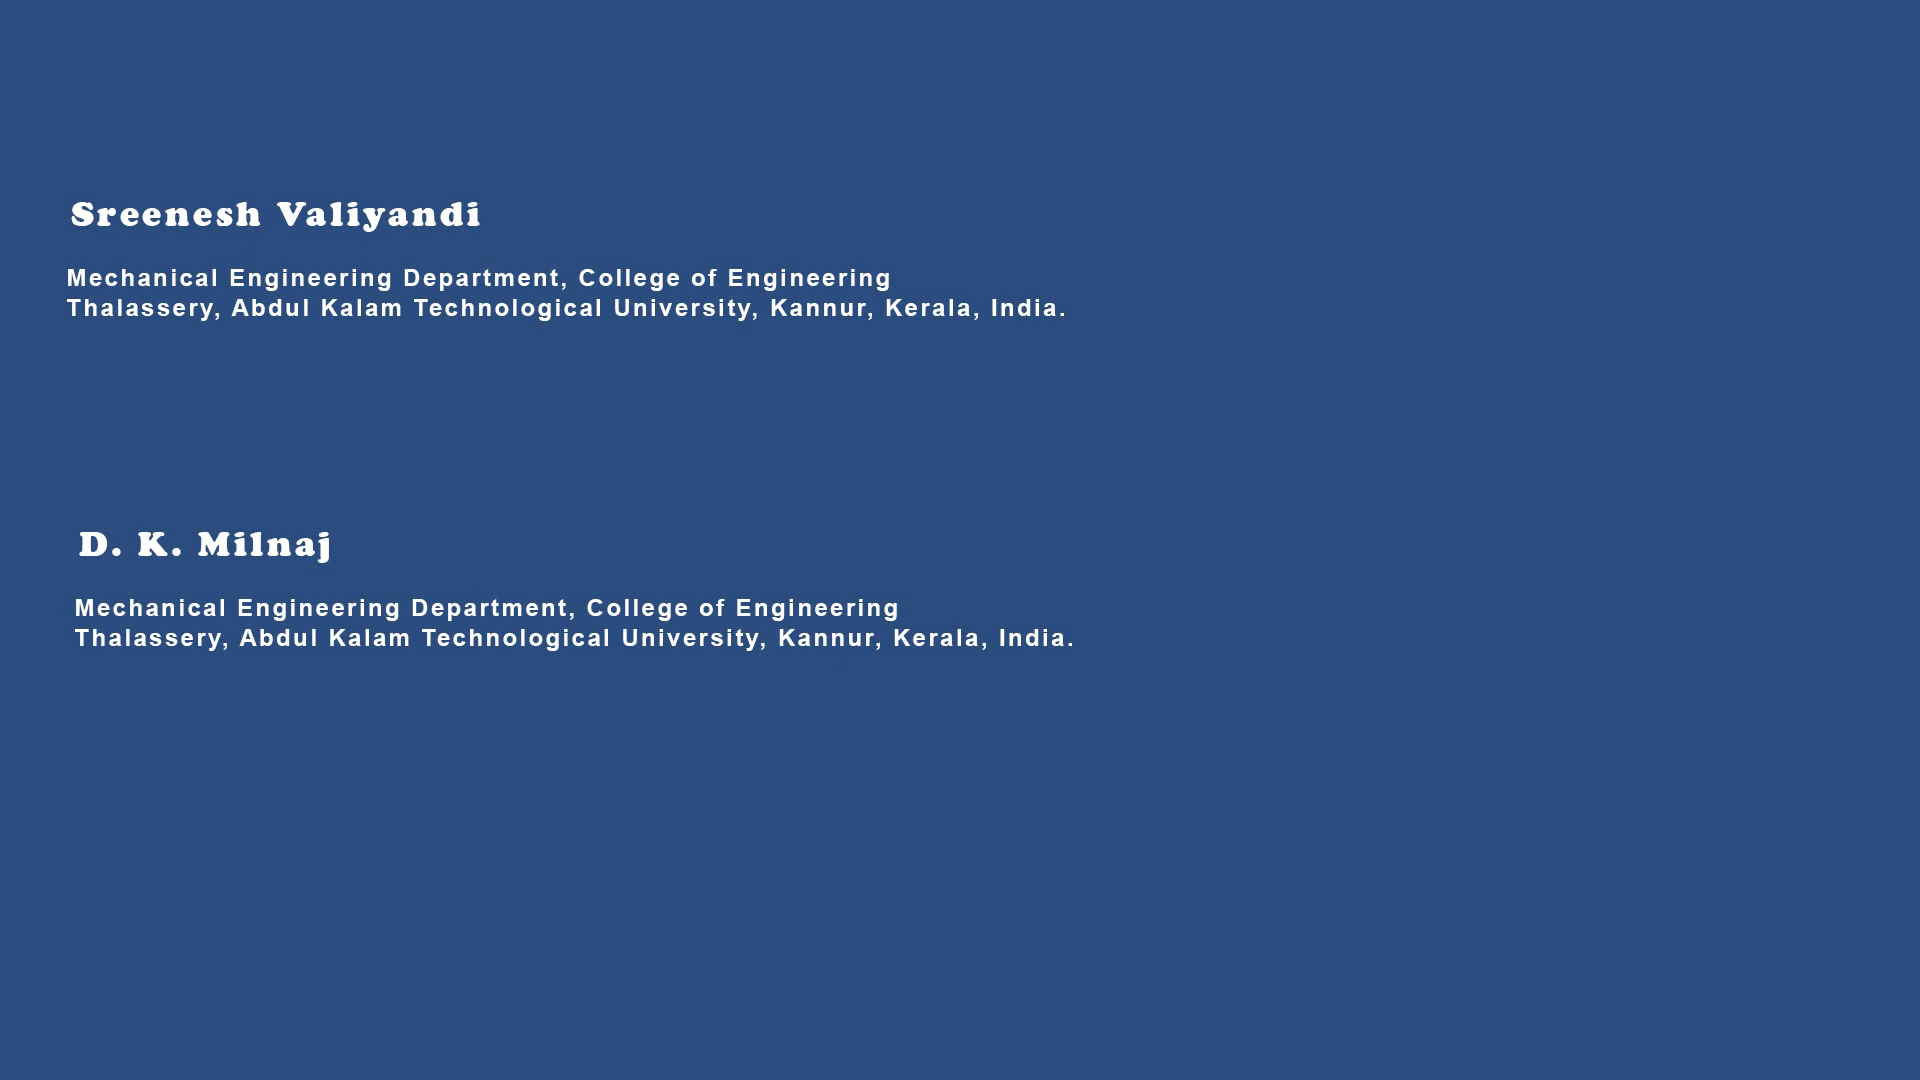 Sreenesh Valiyandi
Mechanical Engineering Department, College of Engineering
Thalassery, Abdul Kalam Technological University, Kannur, Kerala, India.
D. K. Milnaj
Mechanical Engineering Department, College of Engineering
Thalassery, Abdul Kalam Technological University, Kannur, Kerala, India.